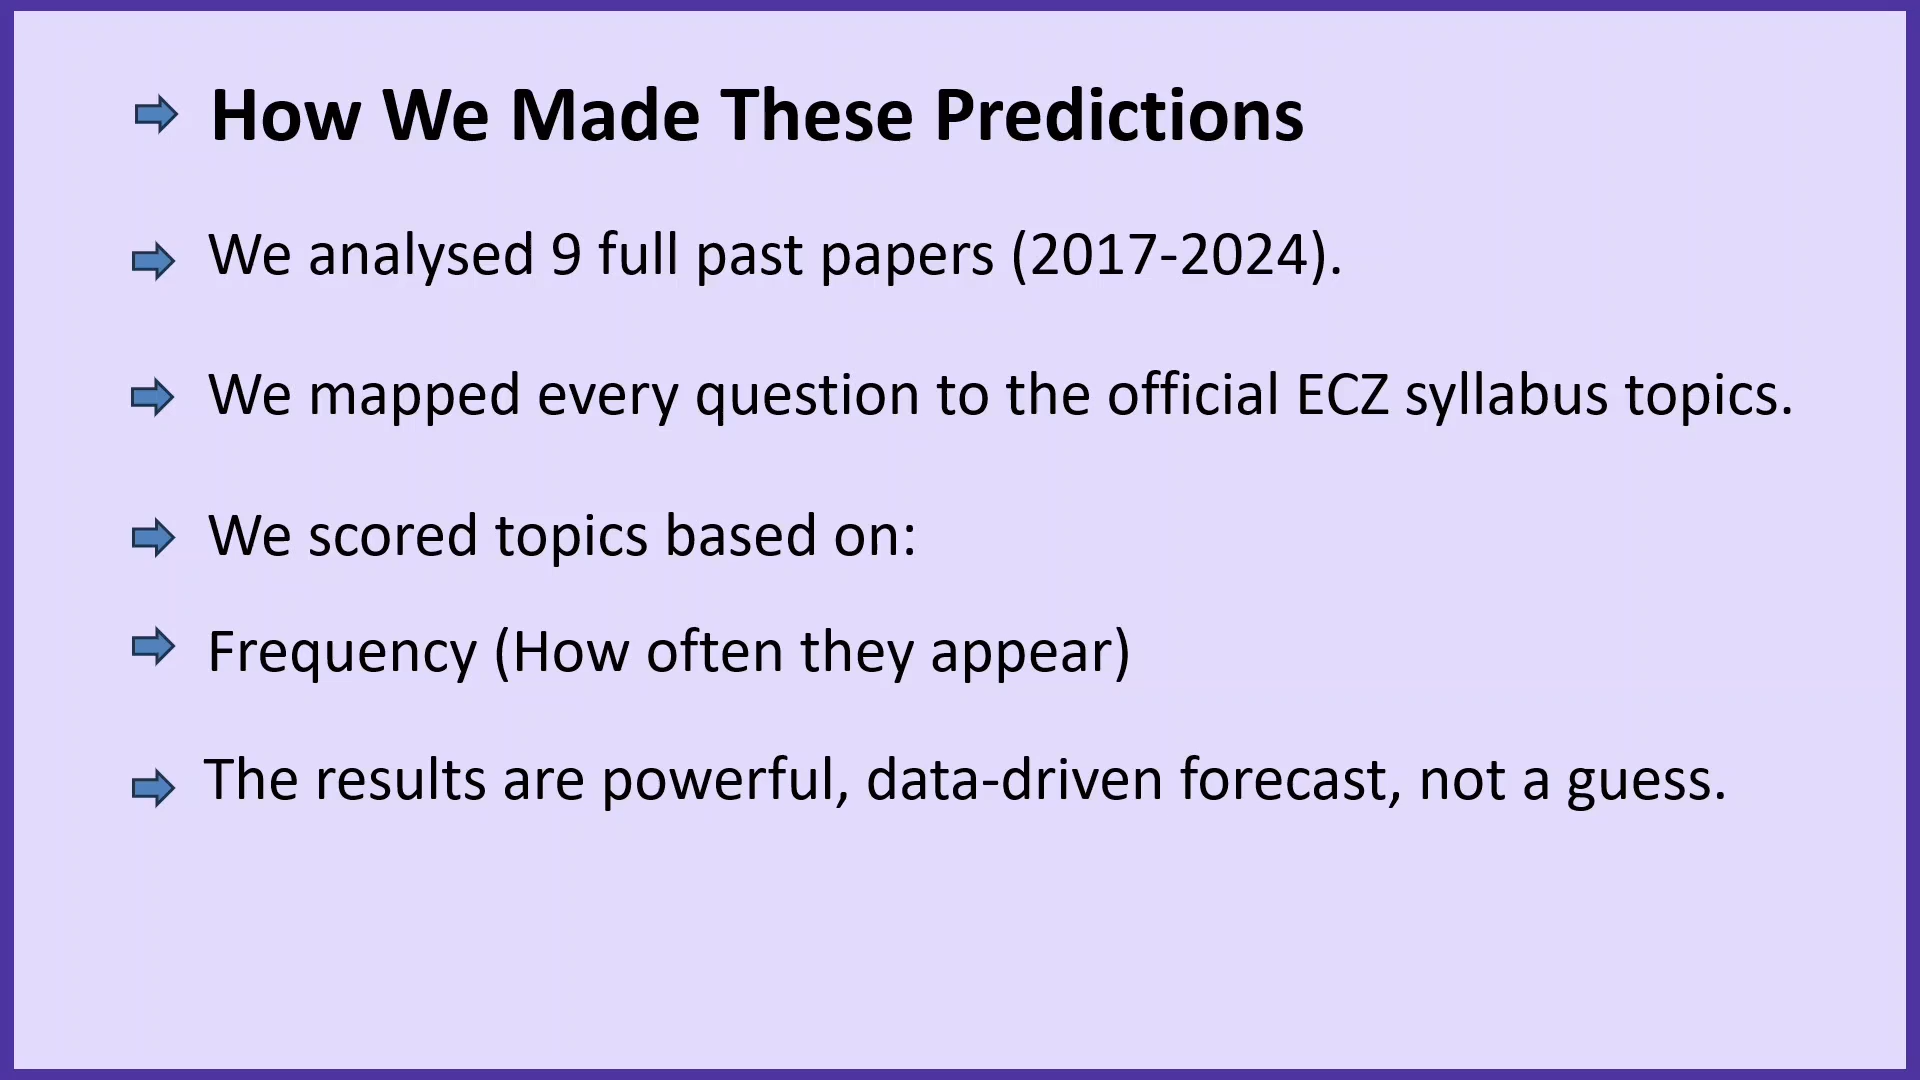 How We Made These Predictions
We analysed 9 full past papers (2017-2024).
We mapped every question to the official ECZ syllabus topics.
We scored topics based on:
Frequency (How often they appear)
The results are powerful, data-driven forecast, not a guess.